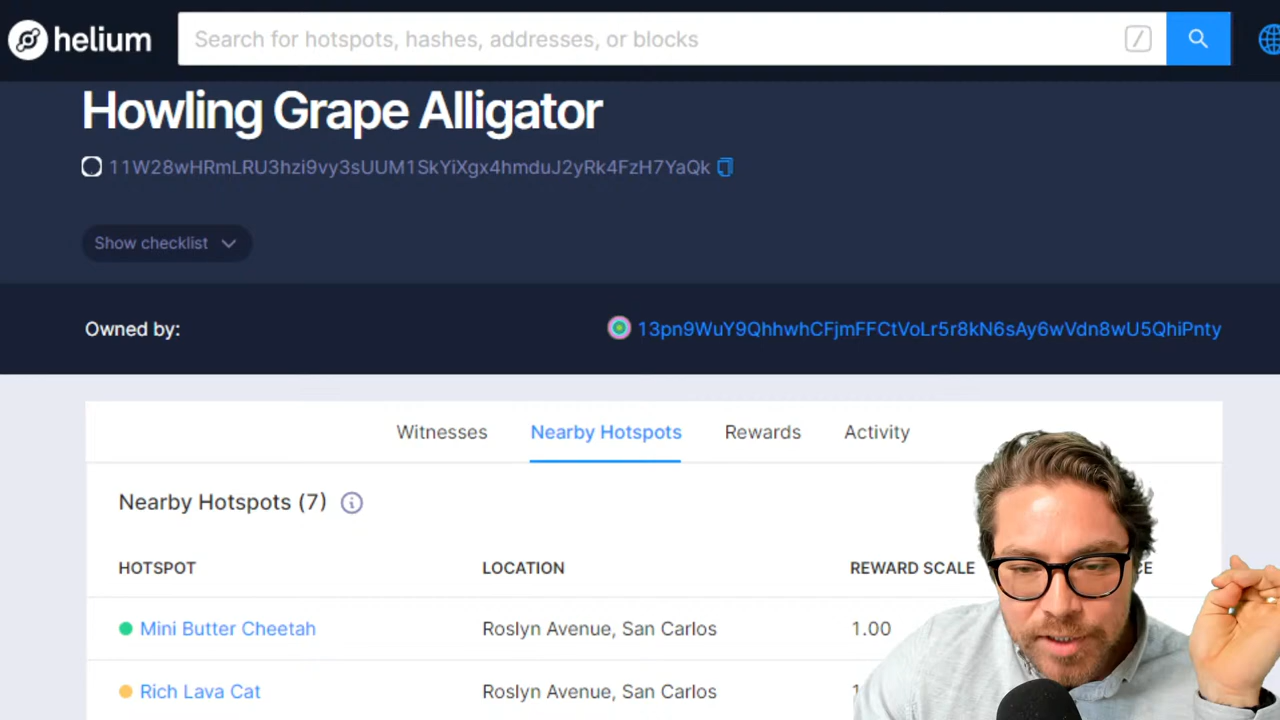 helium
Search for hotspots, hashes, addresses, or blocks
/
Howling Grape Alligator
11W28wHRmLRU3hzi9vy3sUUM1SkYiXgx4hmduJ2yRk4FzH7YaQk
Show checklist
Owned by:
13pn9WuY9QhhwhCFjmFFCtVoLr5r8kN6sAy6wVdn8wU5QhiPnty
Witnesses Nearby Hotspots Rewards Activity
Nearby Hotspots (7)
HOTSPOT LOCATION REWARD SCALE
Mini Butter Cheetah Roslyn Avenue, San Carlos 1.00
Rich Lava Cat Roslyn Avenue, San Carlos